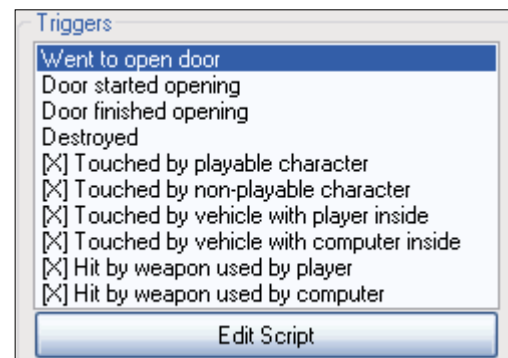 Triggers
Went to open door
Door started opening
Door finished opening
Destroyed
[X] Touched by playable character
[X] Touched by non-playable character
[X] Touched by vehicle with player inside
[X] Touched by vehicle with computer inside
[X] Hit by weapon used by player
[X] Hit by weapon used by computer
Edit Script